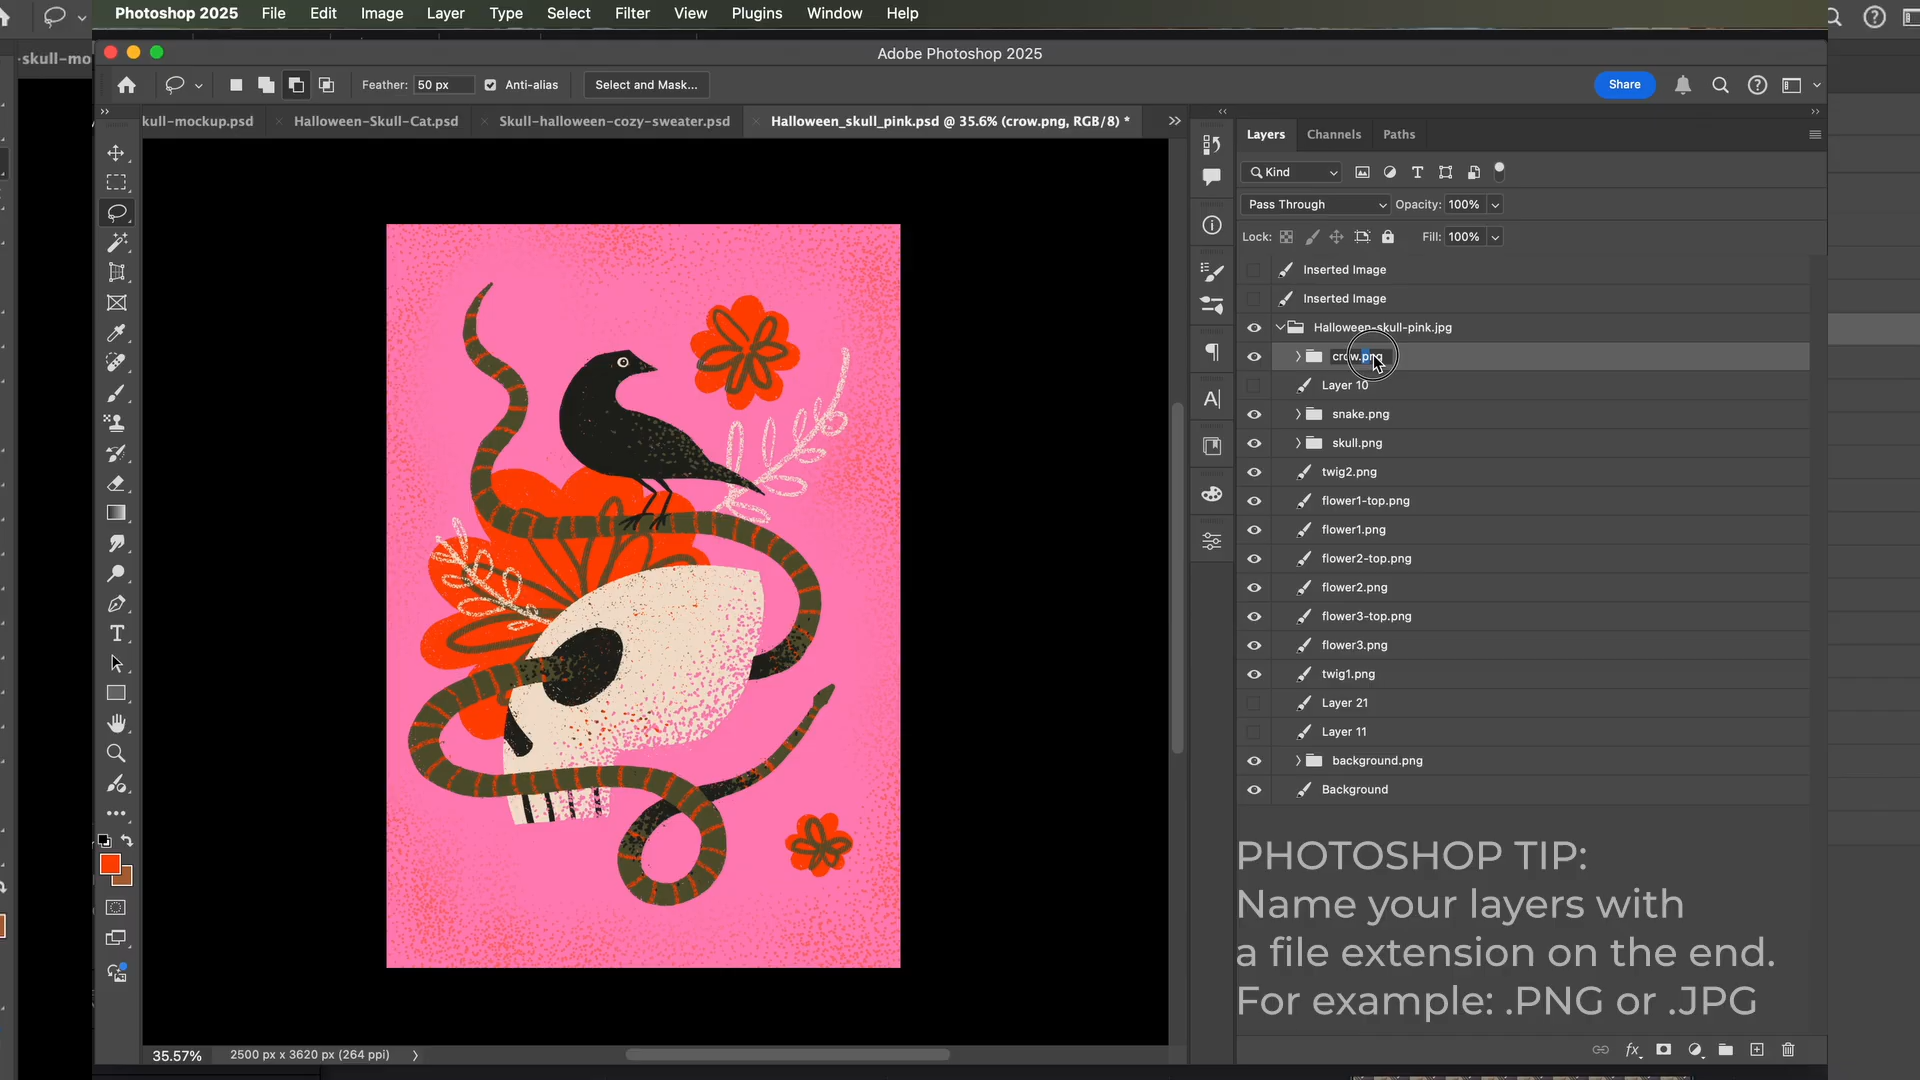 Photoshop 2025 File Edit Image Layer Type Select Filter View Plugins Window Help
-skull-mo
Adobe Photoshop 2025
Feather: 50 px Anti-alias Select and Mask... Share
kull-mockup.psd Halloween-Skull-Cat.psd Skull-halloween-cozy-sweater.psd Halloween_skull_pink.psd @ 35.6% (crow.png, RGB/8) *
Layers Channels Paths
Kind
Pass Through Opacity: 100%
Lock: Fill: 100%
Inserted Image
Inserted Image
Halloween-skull-pink.jpg
crow.png
Layer 10
snake.png
skull.png
twig2.png
flower1-top.png
flower1.png
flower2-top.png
flower2.png
flower3-top.png
flower3.png
twig1.png
Layer 21
Layer 11
background.png
Background
PHOTOSHOP TIP:
Name your layers with
a file extension on the end.
For example: .PNG or .JPG
35.57% 2500 px x 3620 px (264 ppi)